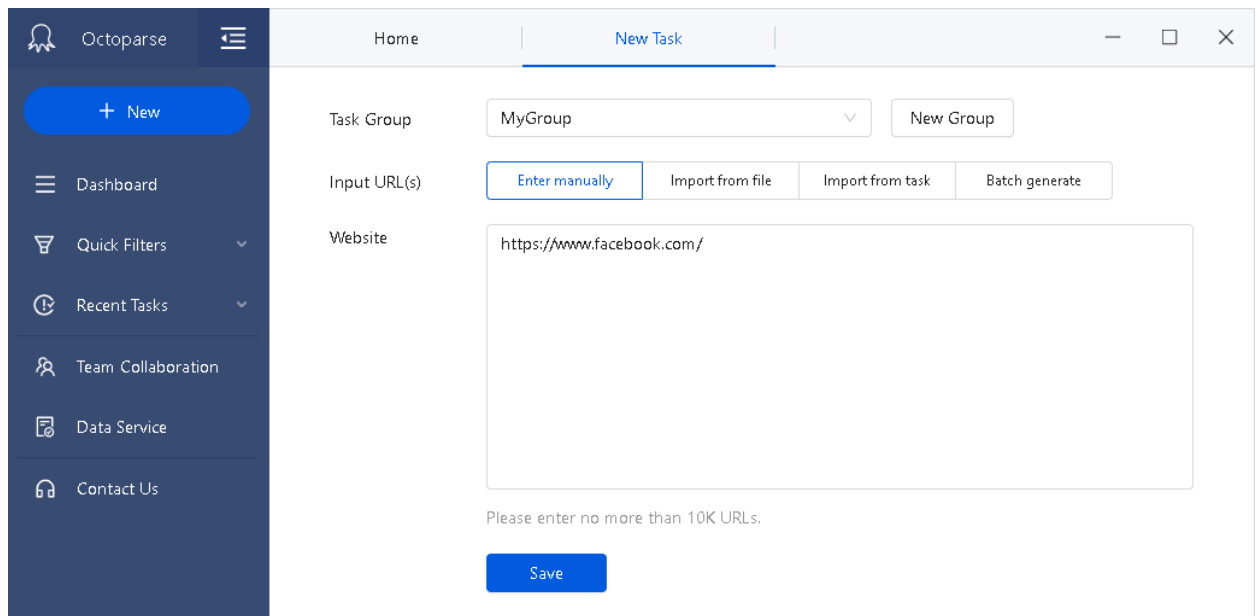 Octoparse
Home
New Task
+ New
Dashboard
Quick Filters
Recent Tasks
Team Collaboration
Data Service
Contact Us
Task Group
MyGroup
New Group
Input URL(s)
Enter manually
Import from file
Import from task
Batch generate
Website
https://www.facebook.com/
Please enter no more than 10K URLs.
Save